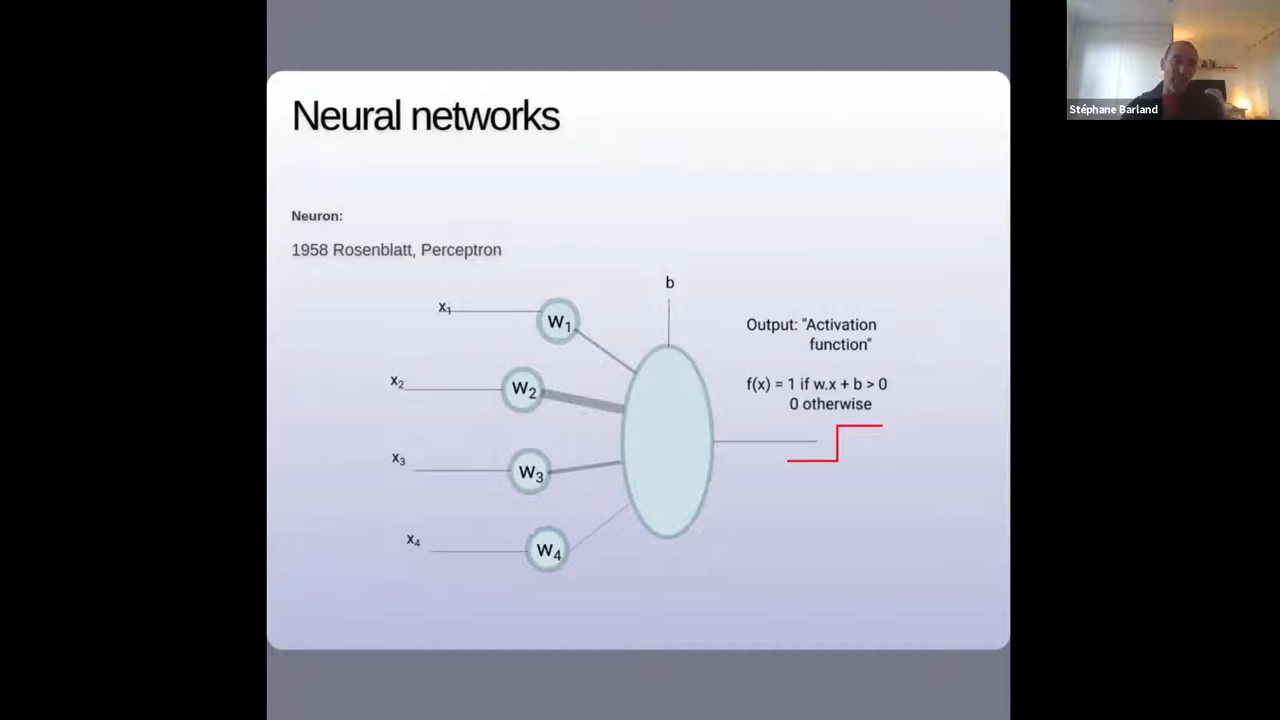 Neural networks
Stéphane Barland
Neuron:
1958 Rosenblatt, Perceptron
b
x₁
w₁
Output: "Activation
function"
x₂
w₂
f(x) = 1 if w.x + b > 0
0 otherwise
x₃
w₃
x₄
w₄